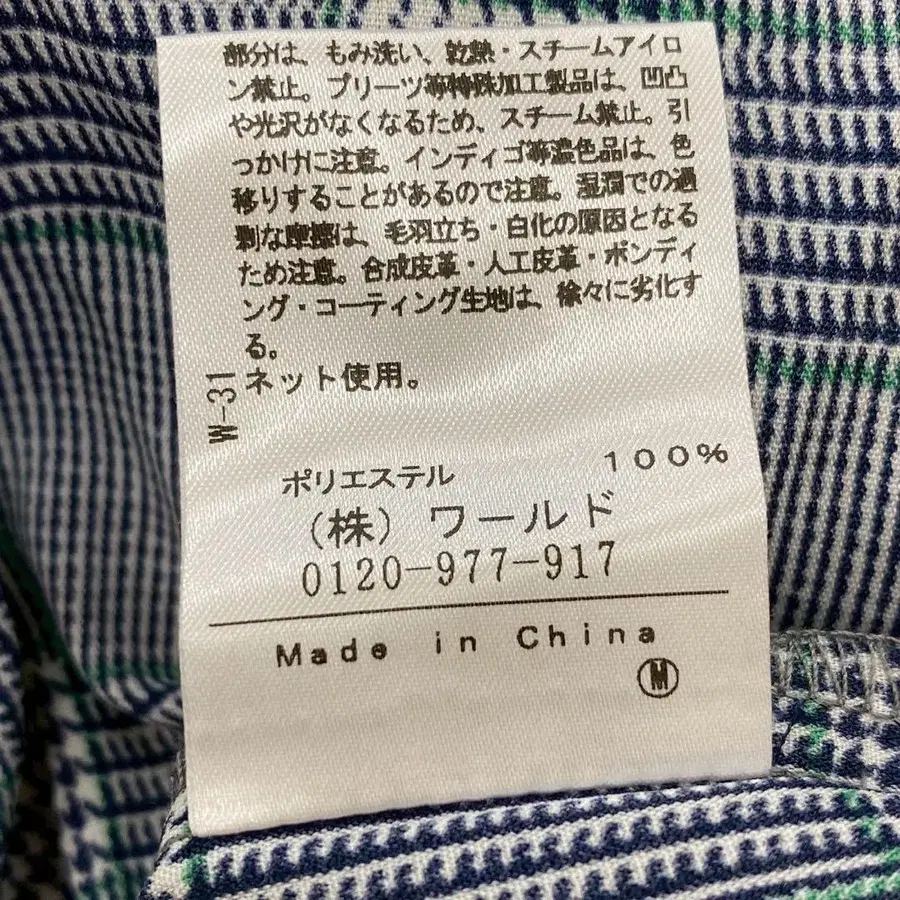 部分は、もみ洗い、乾熱・スチームアイロ
ン禁止。プリーツ等特殊加工製品は、凹凸
や光沢がなくなるため、スチーム禁止。引
っかけに注意。インディゴ等濃色品は、色
移りすることがあるので注意。湿潤での過
剰な摩擦は、毛羽立ち・白化の原因となる
ため注意。合成皮革・人工皮革・ボンディ
ング・コーティング生地は、徐々に劣化す
る。
ネット使用。
W-31
ポリエステル 100%
(株) ワールド
0120-977-917
Made in China
M